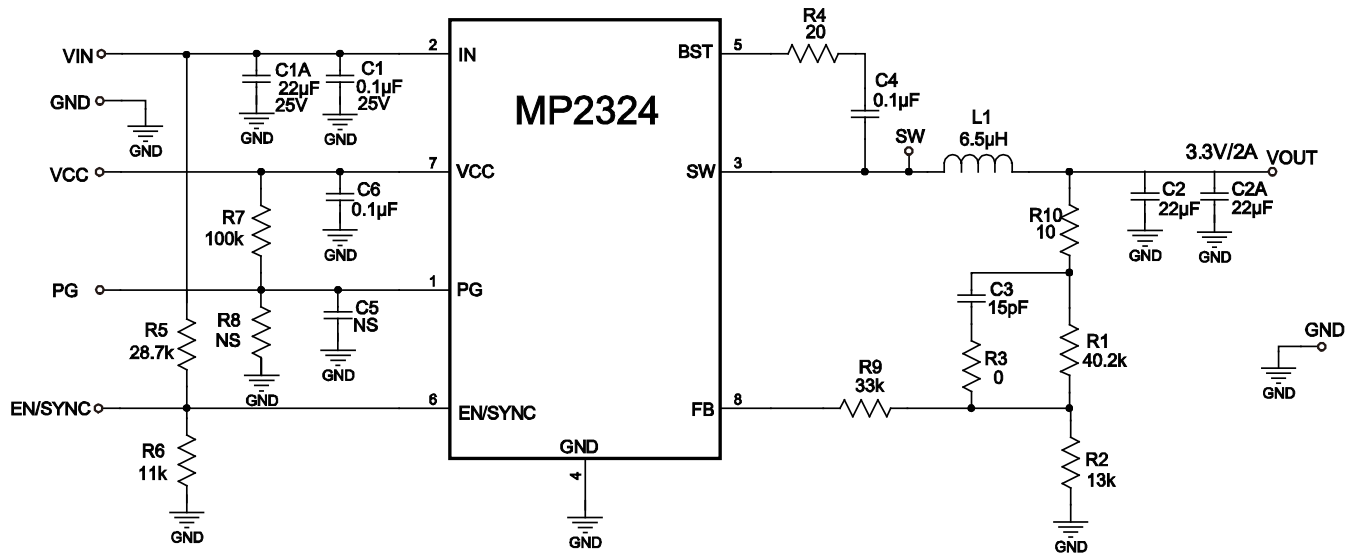 VIN
GND
GND
C1A
22µF
25V
GND
C1
0.1µF
25V
GND
2
IN
MP2324
BST
5
R4
20
C4
0.1µF
SW
L1
6.5µH
3.3V/2A
VOUT
VCC
7
VCC
SW
3
R7
100k
C6
0.1µF
GND
R10
10
C2
22µF
GND
C2A
22µF
GND
PG
1
PG
R5
28.7k
R8
NS
GND
C5
NS
GND
C3
15pF
R3
0
R1
40.2k
GND
GND
EN/SYNC
6
EN/SYNC
FB
8
R9
33k
R6
11k
GND
GND
4
GND
R2
13k
GND